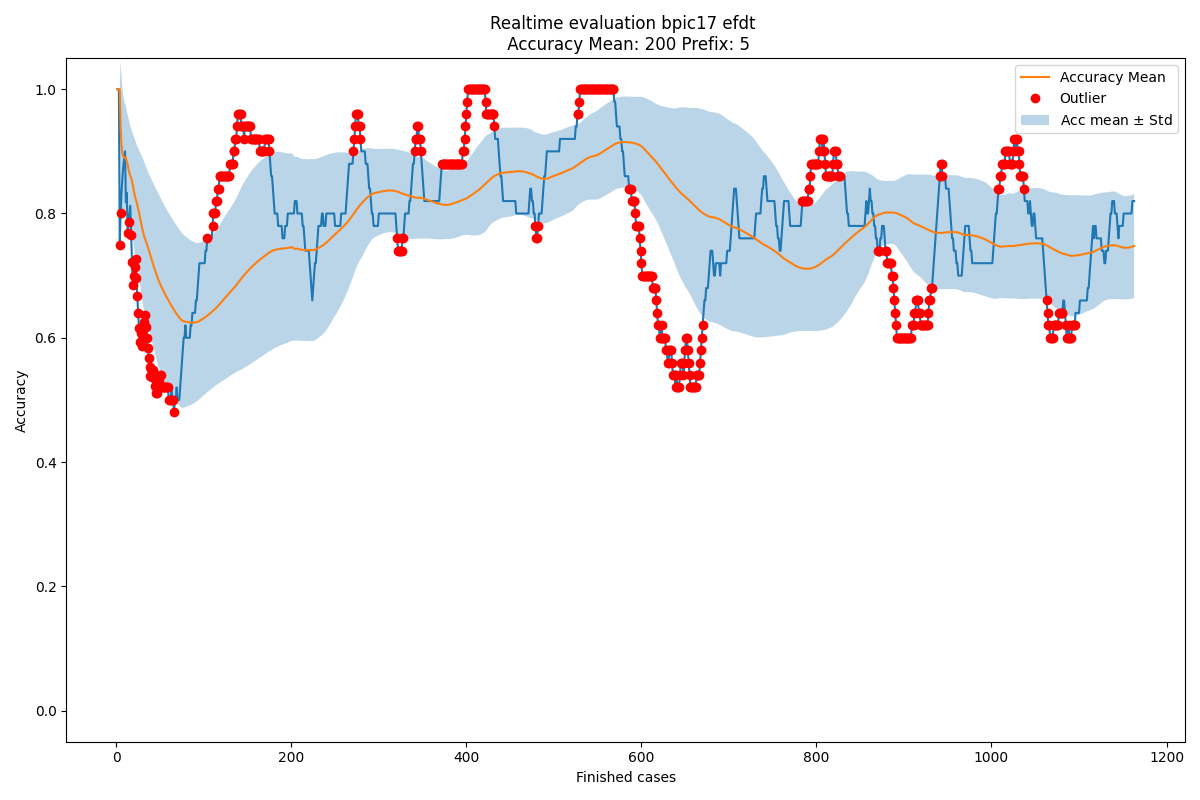 Realtime evaluation bpic17 efdt
Accuracy Mean: 200 Prefix: 5
Accuracy Mean
Outlier
Acc mean ± Std
Accuracy
1.0
0.8
0.6
0.4
0.2
0.0
0 200 400 600 800 1000 1200
Finished cases